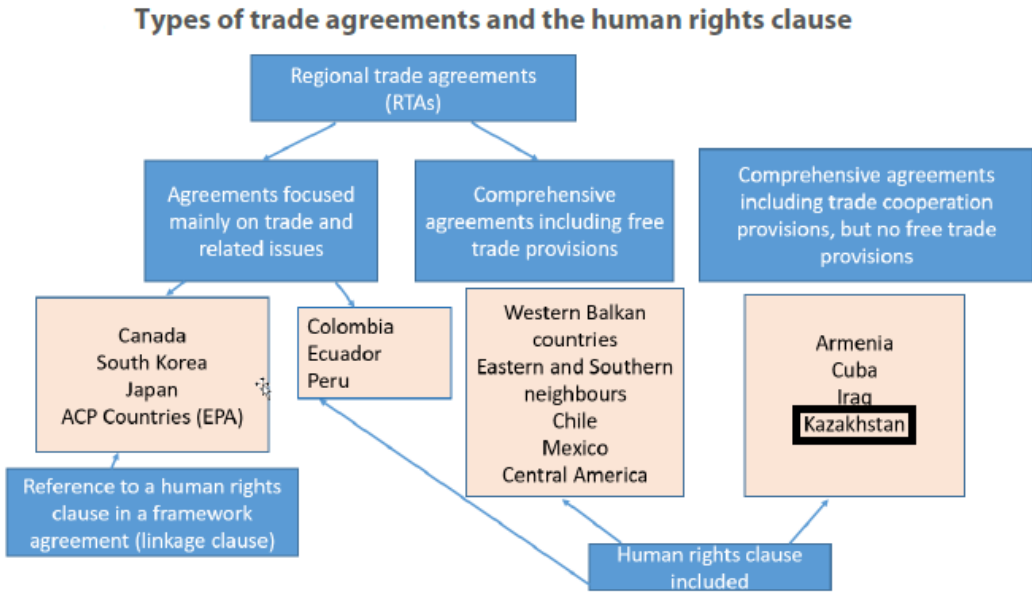 Types of trade agreements and the human rights clause
Regional trade agreements
(RTAs)
Agreements focused
mainly on trade and
related issues
Comprehensive
agreements including free
trade provisions
Comprehensive agreements
including trade cooperation
provisions, but no free trade
provisions
Canada
South Korea
Japan
ACP Countries (EPA)
Colombia
Ecuador
Peru
Western Balkan
countries
Eastern and Southern
neighbours
Chile
Mexico
Central America
Armenia
Cuba
Iraq
Kazakhstan
Reference to a human rights
clause in a framework
agreement (linkage clause)
Human rights clause
included